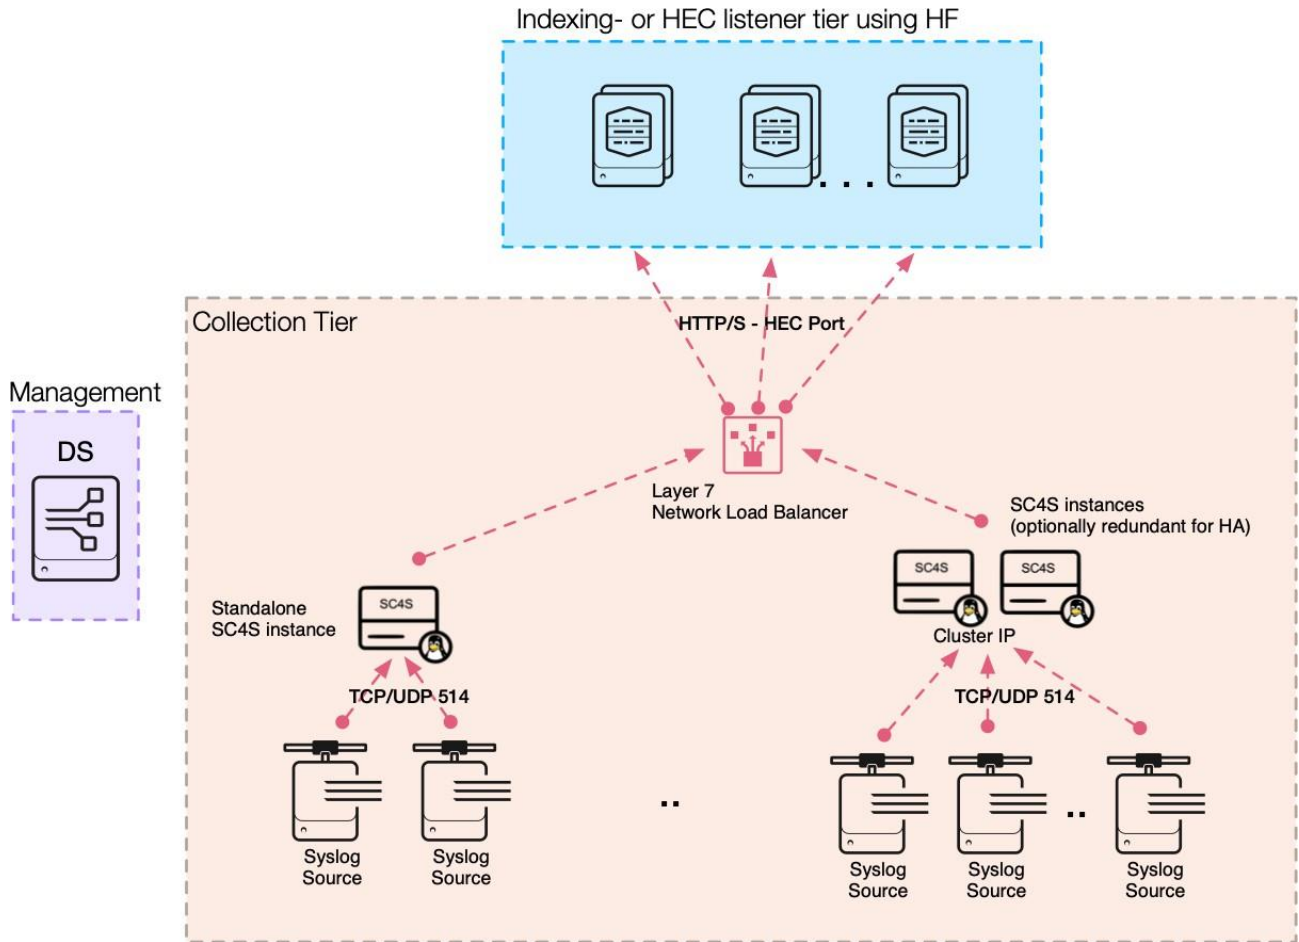 Indexing- or HEC listener tier using HF
Collection Tier
HTTP/S - HEC Port
Management
DS
Layer 7
Network Load Balancer
SC4S instances
(optionally redundant for HA)
SC4S
SC4S
Cluster IP
Standalone
SC4S instance
SC4S
TCP/UDP 514
TCP/UDP 514
Syslog
Source
Syslog
Source
..
Syslog
Source
Syslog
Source
..
Syslog
Source